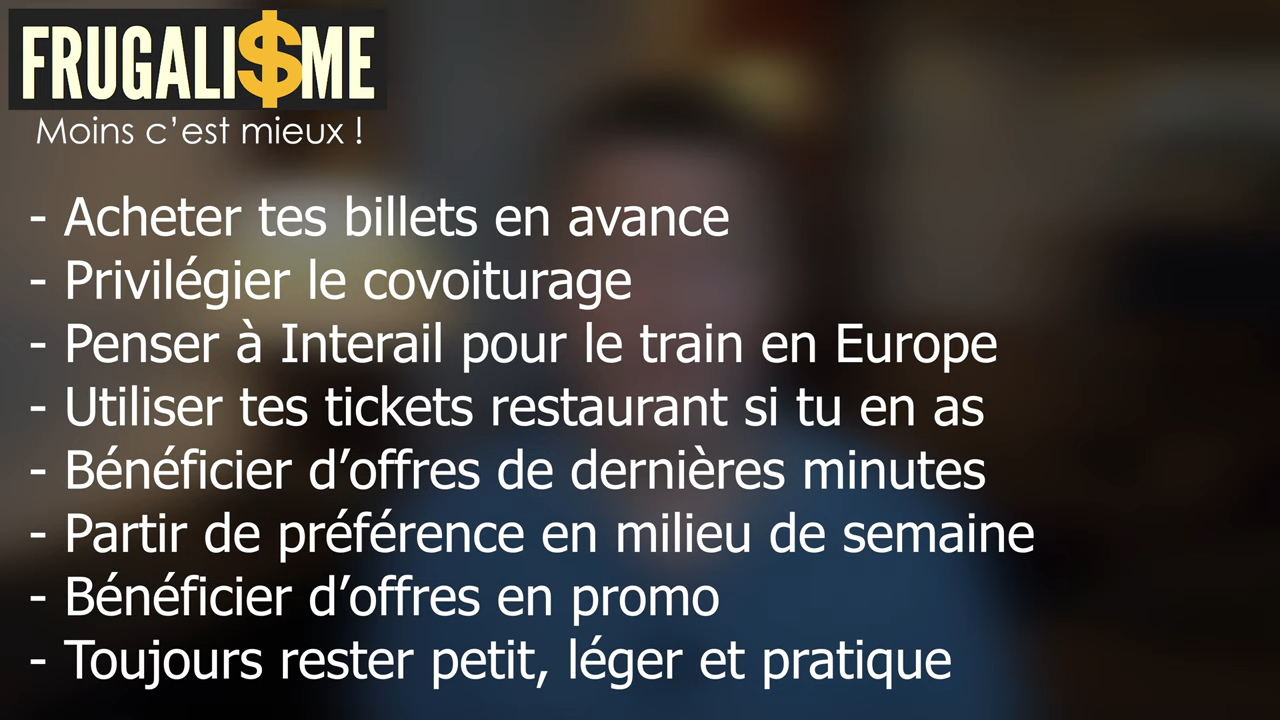 FRUGALI$ME
Moins c’est mieux !
- Acheter tes billets en avance
- Privilégier le covoiturage
- Penser à Interail pour le train en Europe
- Utiliser tes tickets restaurant si tu en as
- Bénéficier d’offres de dernières minutes
- Partir de préférence en milieu de semaine
- Bénéficier d’offres en promo
- Toujours rester petit, léger et pratique